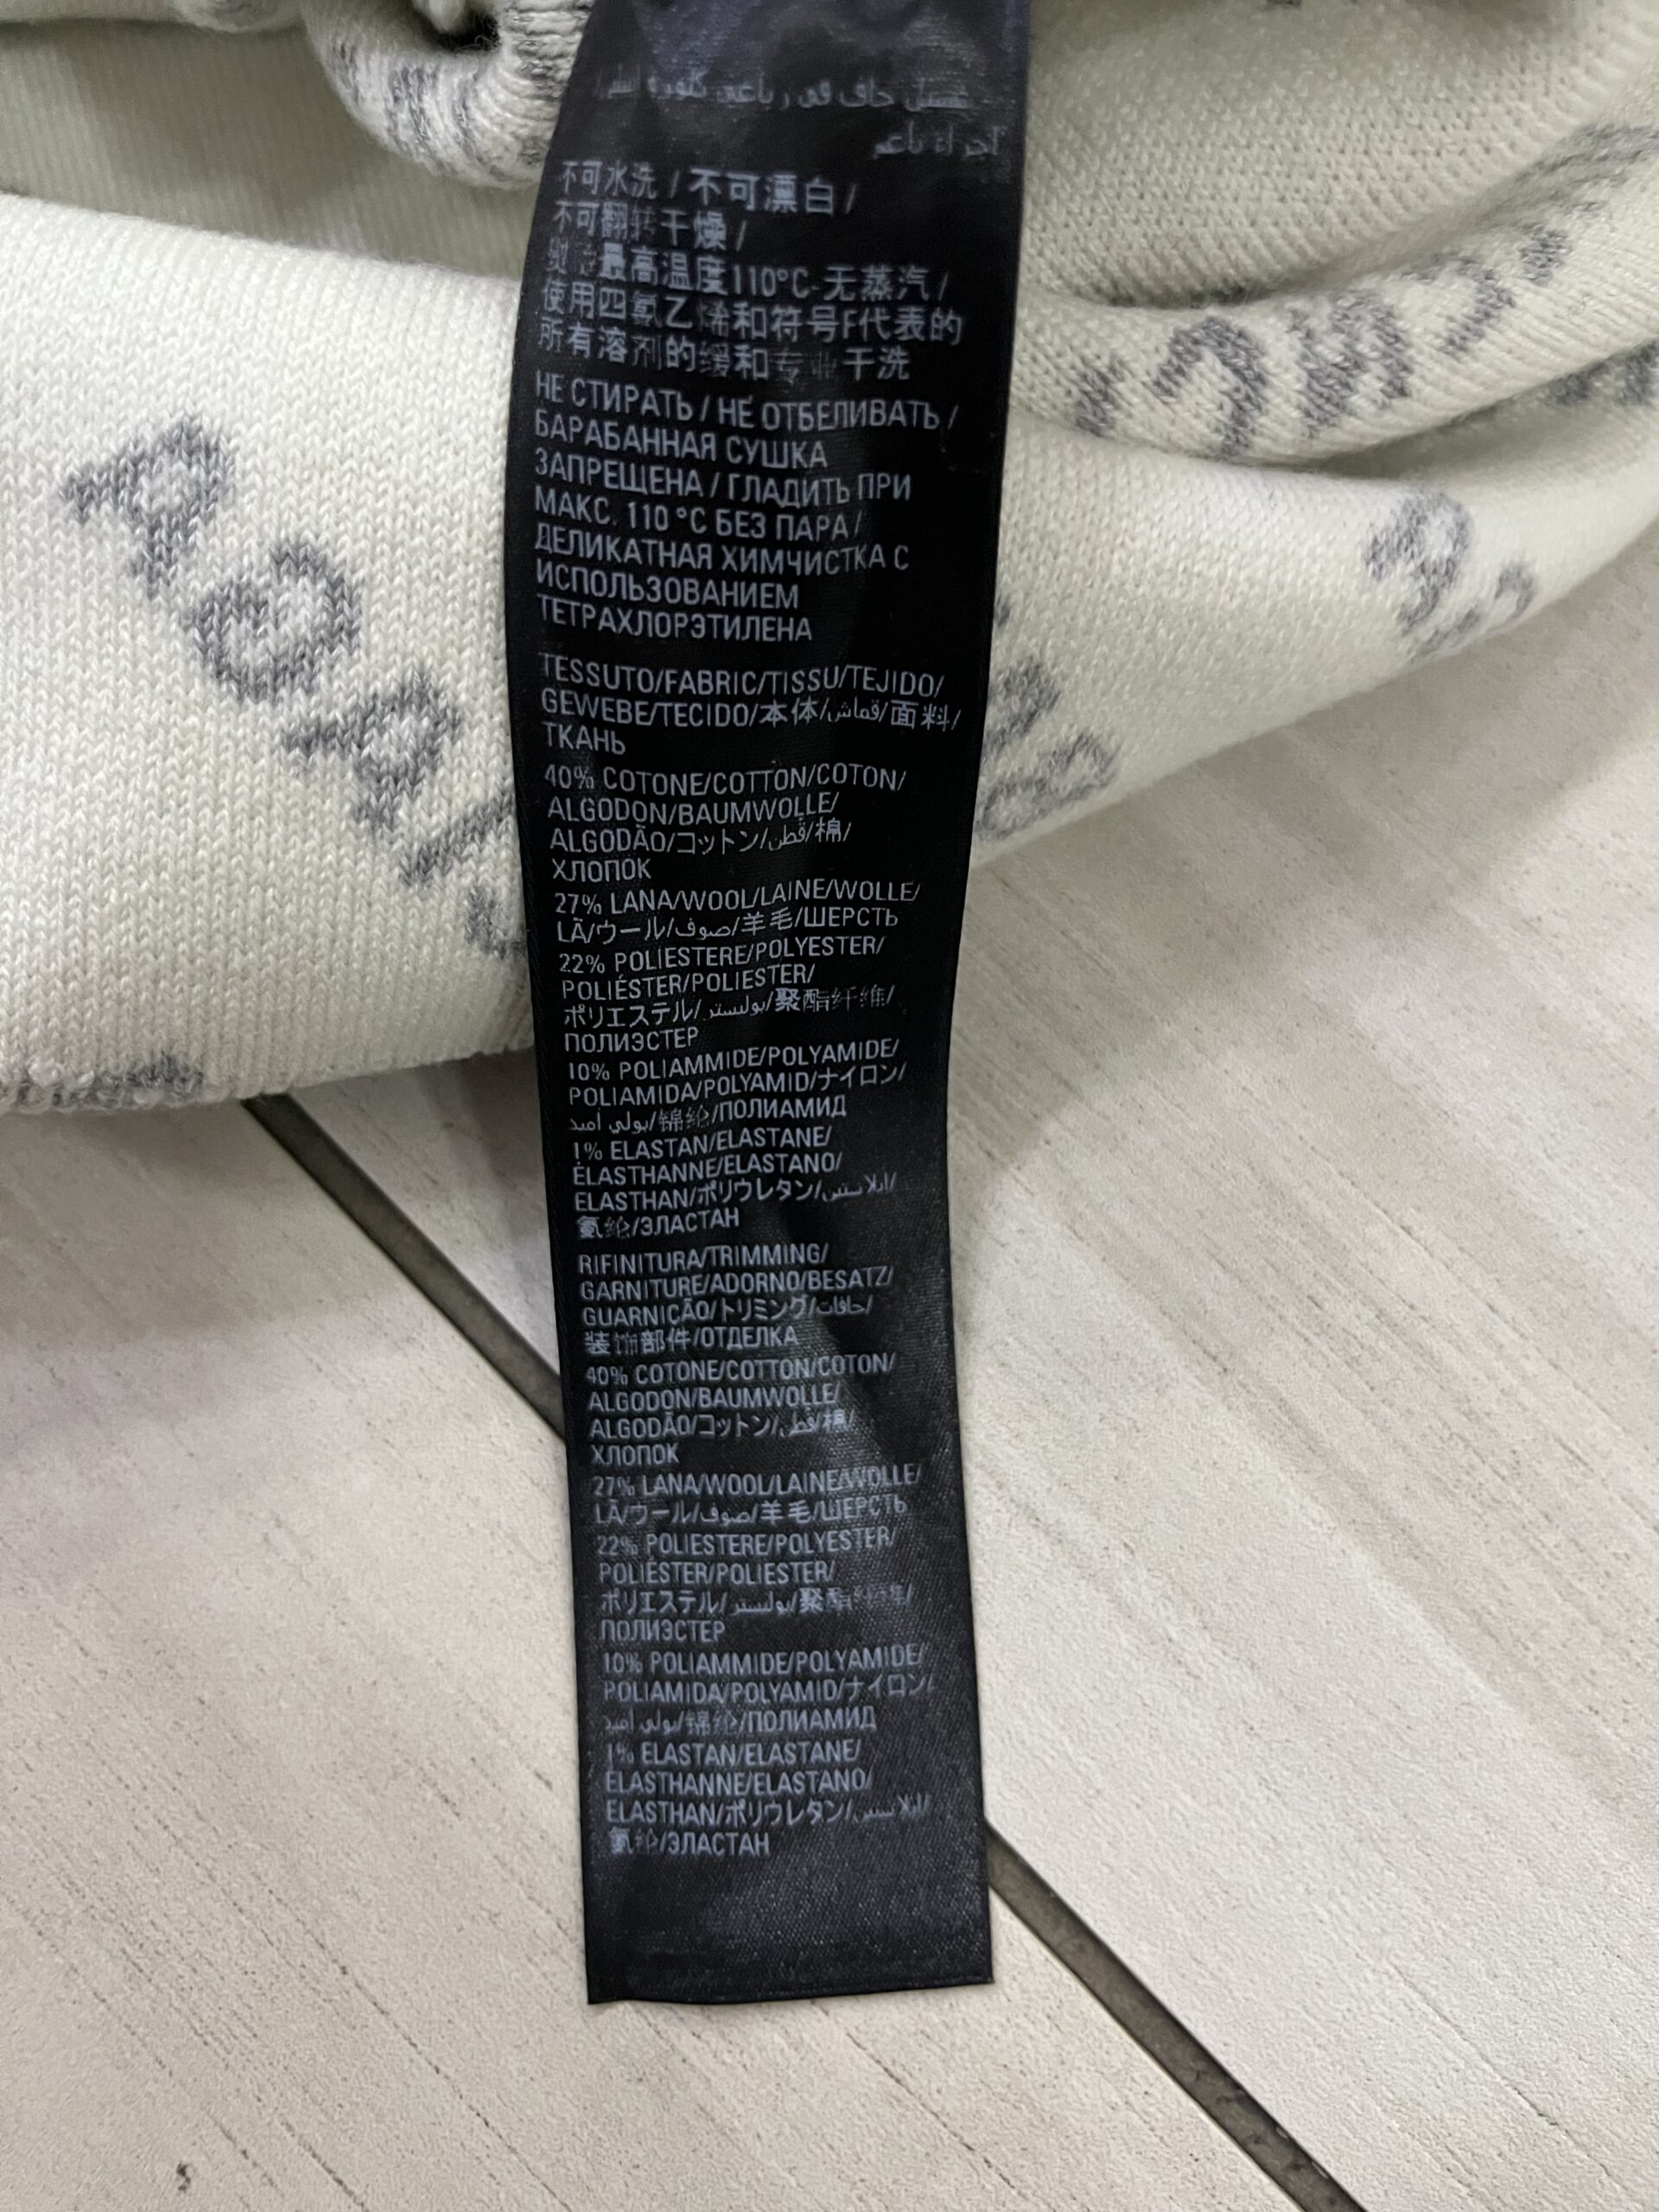 不可水洗 / 不可漂白 /
不可翻转干燥 /
最高温度110°C-无蒸汽 /
使用四氯乙烯和符号F代表的
所有溶剂的缓和专业干洗
НЕ СТИРАТЬ / НЕ ОТБЕЛИВАТЬ /
БАРАБАННАЯ СУШКА
ЗАПРЕЩЕНА / ГЛАДИТЬ ПРИ
МАКС. 110 °C БЕЗ ПАРА /
ДЕЛИКАТНАЯ ХИМЧИСТКА С
ИСПОЛЬЗОВАНИЕМ
ТЕТРАХЛОРЭТИЛЕНА
TESSUTO/FABRIC/TISSU/TEJIDO/
GEWEBE/TECIDO/本体/قماش/面料/
ТКАНЬ
40% COTONE/COTTON/COTON/
ALGODON/BAUMWOLLE/
ALGODÃO/コットン/قطن/棉/
ХЛОПОК
27% LANA/WOOL/LAINE/WOLLE/
LÃ/ウール/صوف/羊毛/ШЕРСТЬ
22% POLIESTERE/POLYESTER/
POLIÉSTER/POLIESTER/
ポリエステル/بوليستر/聚酯纤维/
ПОЛИЭСТЕР
10% POLIAMMIDE/POLYAMIDE/
POLIAMIDA/POLYAMID/ナイロン/
بولي أميد/锦纶/ПОЛИАМИД
1% ELASTAN/ELASTANE/
ÉLASTHANNE/ELASTANO/
ELASTHAN/ポリウレタン/ايلاستين/
氨纶/ЭЛАСТАН
RIFINITURA/TRIMMING/
GARNITURE/ADORNO/BESATZ/
GUARNIÇÃO/トリミング/حافات/
装饰部件/ОТДЕЛКА
40% COTONE/COTTON/COTON/
ALGODON/BAUMWOLLE/
ALGODÃO/コットン/قطن/棉/
ХЛОПОК
27% LANA/WOOL/LAINE/WOLLE/
LÃ/ウール/صوف/羊毛/ШЕРСТЬ
22% POLIESTERE/POLYESTER/
POLIÉSTER/POLIESTER/
ポリエステル/بوليستر/聚酯纤维/
ПОЛИЭСТЕР
10% POLIAMMIDE/POLYAMIDE/
POLIAMIDA/POLYAMID/ナイロン/
بولي أميد/锦纶/ПОЛИАМИД
1% ELASTAN/ELASTANE/
ÉLASTHANNE/ELASTANO/
ELASTHAN/ポリウレタン/ايلاستين/
氨纶/ЭЛАСТАН